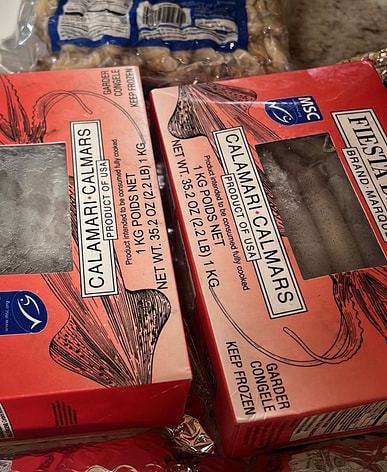 GARDER
CONGELÉ
KEEP FROZEN
CALAMARI • CALMARS
PRODUCT OF USA
Product intended to be consumed fully cooked
1 KG POIDS NET
NET WT. 35.2 OZ (2.2 LB) 1 KG
www.msc.org
MSC
FIESTA
BRAND • MARQUE
CALAMARI • CALMARS
PRODUCT OF USA
Product intended to be consumed fully cooked
1 KG POIDS NET
NET WT. 35.2 OZ (2.2 LB) 1 KG
GARDER
CONGELÉ
KEEP FROZEN